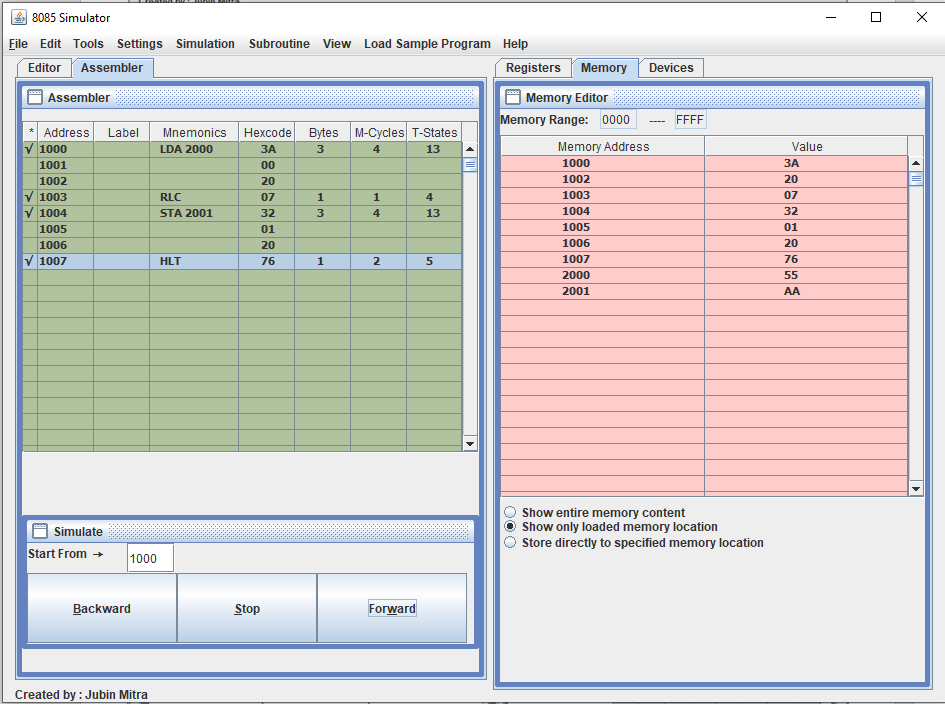 8085 Simulator
File Edit Tools Settings Simulation Subroutine View Load Sample Program Help
Editor Assembler
Assembler
* Address Label Mnemonics Hexcode Bytes M-Cycles T-States
√ 1000 LDA 2000 3A 3 4 13
1001 00
1002 20
√ 1003 RLC 07 1 1 4
√ 1004 STA 2001 32 3 4 13
1005 01
1006 20
√ 1007 HLT 76 1 2 5
Simulate
Start From → 1000
Backward Stop Forward
Created by : Jubin Mitra
Registers Memory Devices
Memory Editor
Memory Range: 0000 ---- FFFF
Memory Address Value
1000 3A
1002 20
1003 07
1004 32
1005 01
1006 20
1007 76
2000 55
2001 AA
Show entire memory content
Show only loaded memory location
Store directly to specified memory location